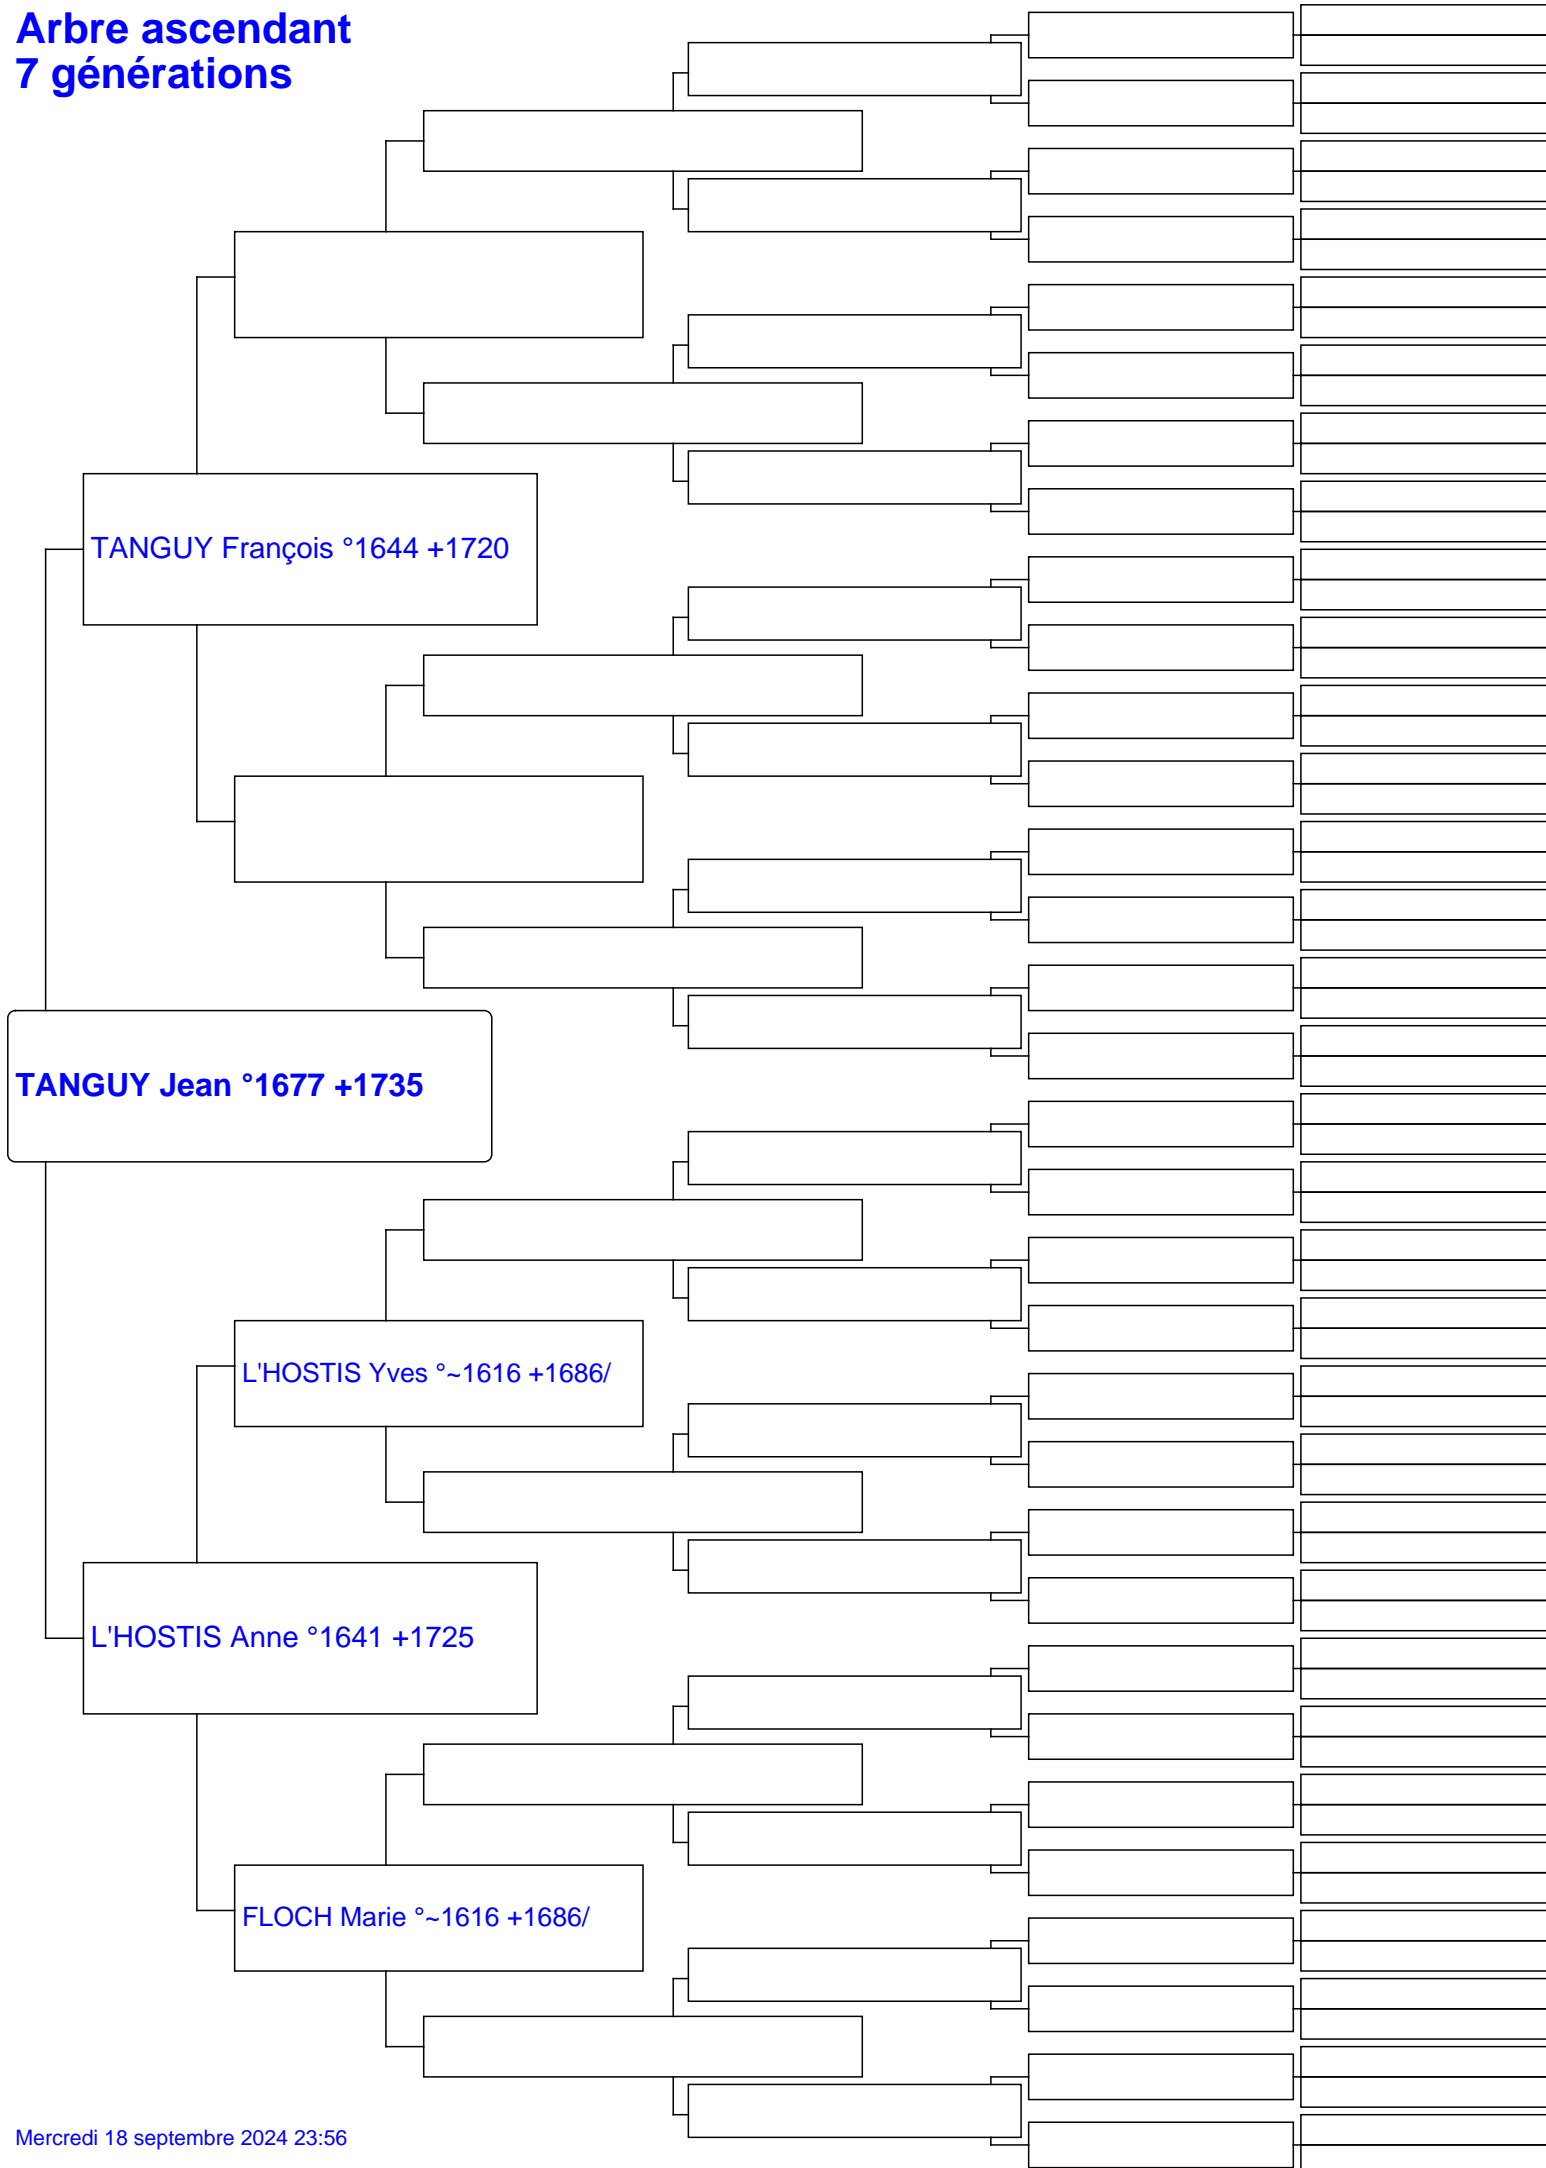 Arbre ascendant
7 générations
TANGUY François °1644 +1720
TANGUY Jean °1677 +1735
L'HOSTIS Yves °~1616 +1686/
L'HOSTIS Anne °1641 +1725
FLOCH Marie °~1616 +1686/
Mercredi 18 septembre 2024 23:56